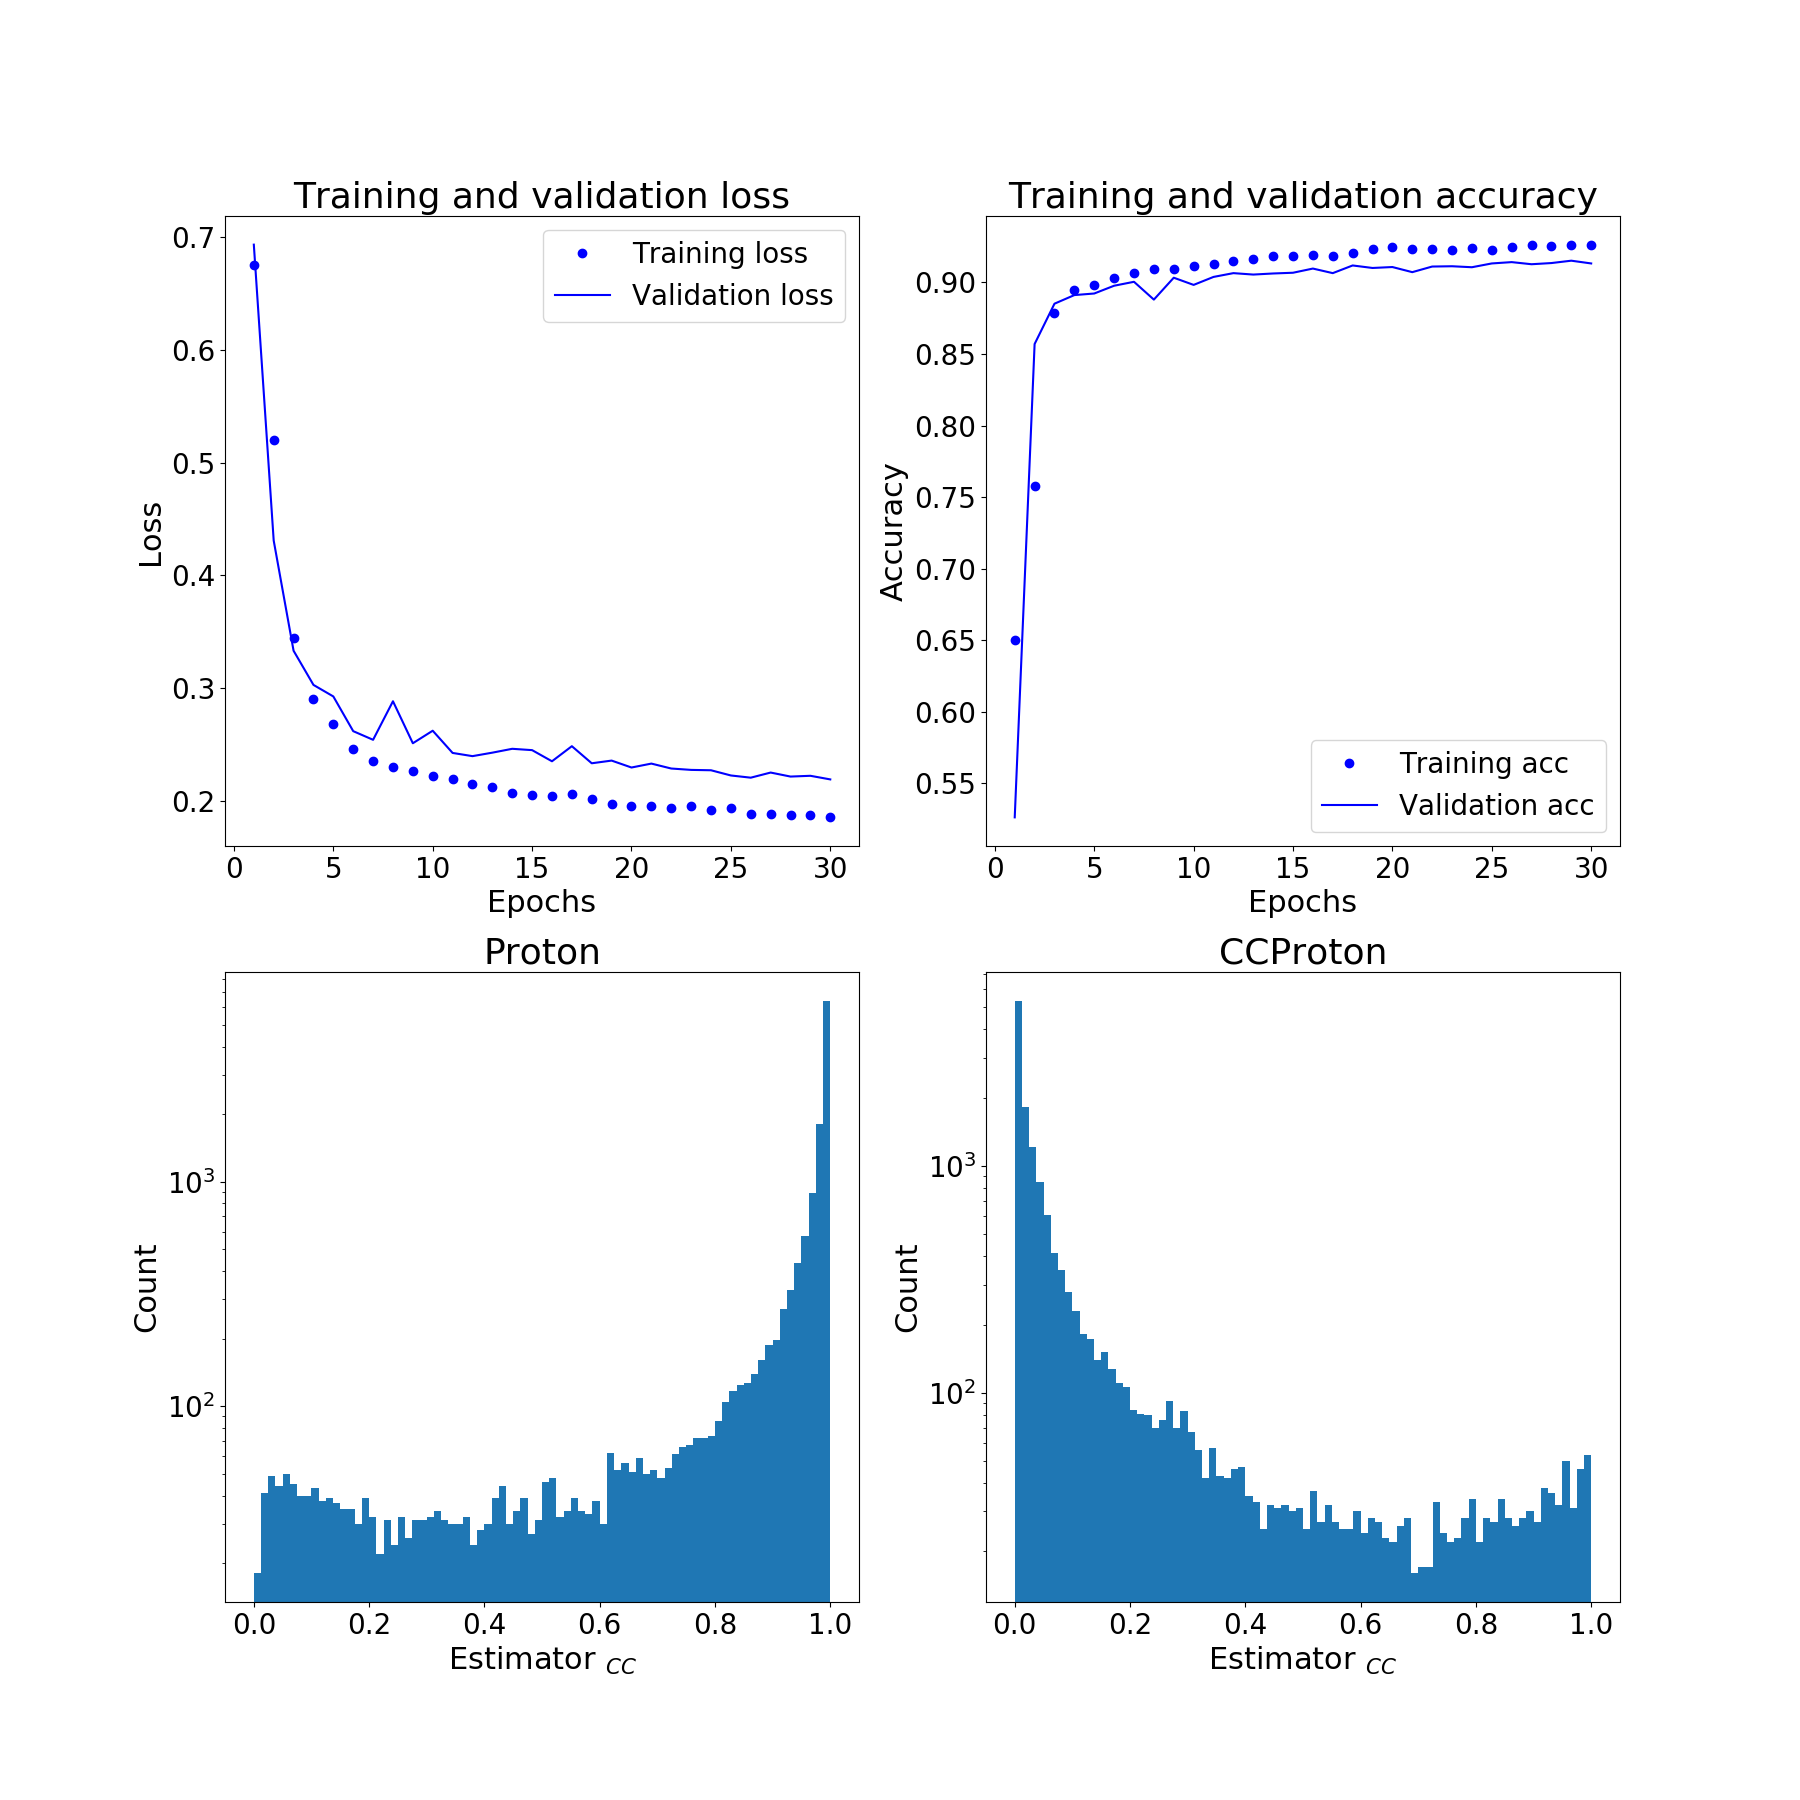 Training and validation loss
0.7
0.6
0.5
0.4
0.3
0.2
Loss
Training loss
Validation loss
0 5 10 15 20 25 30
Epochs
Training and validation accuracy
0.90
0.85
0.80
0.75
0.70
0.65
0.60
0.55
Accuracy
Training acc
Validation acc
0 5 10 15 20 25 30
Epochs
Proton
10³
10²
Count
0.0 0.2 0.4 0.6 0.8 1.0
Estimator CC
CCProton
10³
10²
Count
0.0 0.2 0.4 0.6 0.8 1.0
Estimator CC